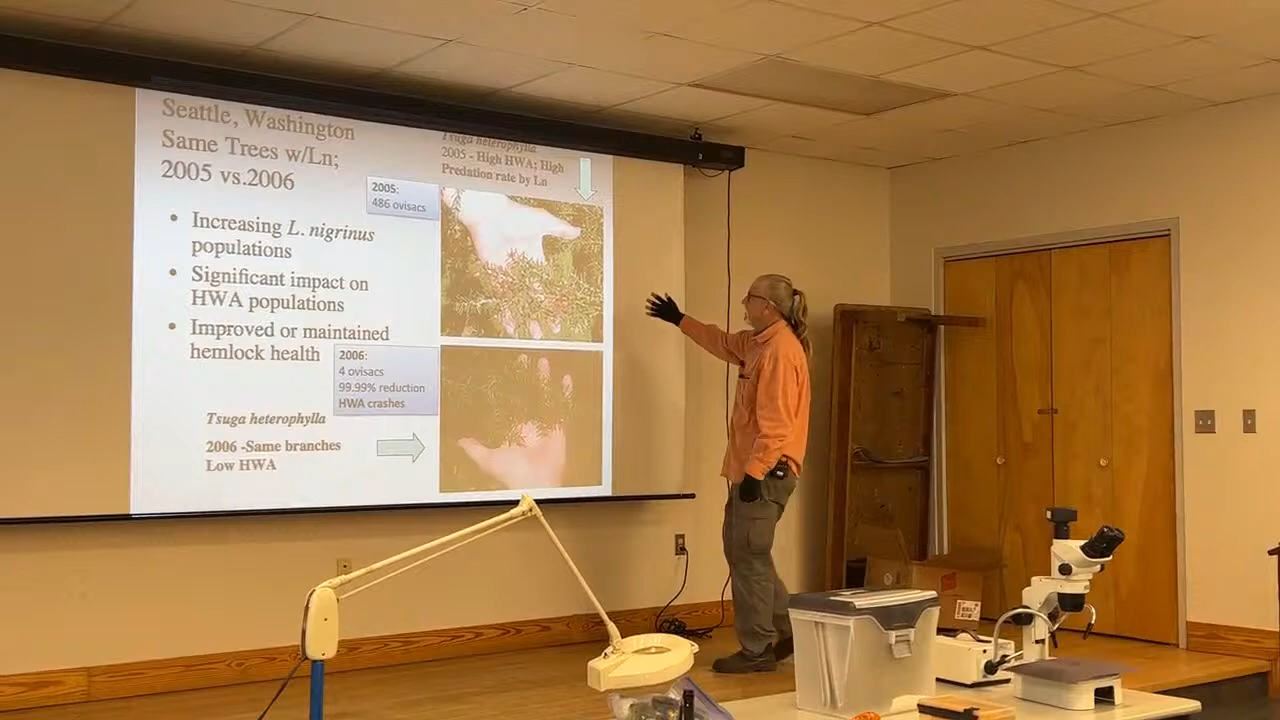 Seattle, Washington
Same Trees w/Ln;
2005 vs.2006
Tsuga heterophylla
2005 - High HWA; High
Predation rate by Ln
2005:
486 ovisacs
• Increasing L. nigrinus
populations
• Significant impact on
HWA populations
• Improved or maintained
hemlock health
2006:
4 ovisacs
99.99% reduction
HWA crashes
Tsuga heterophylla
2006 -Same branches
Low HWA